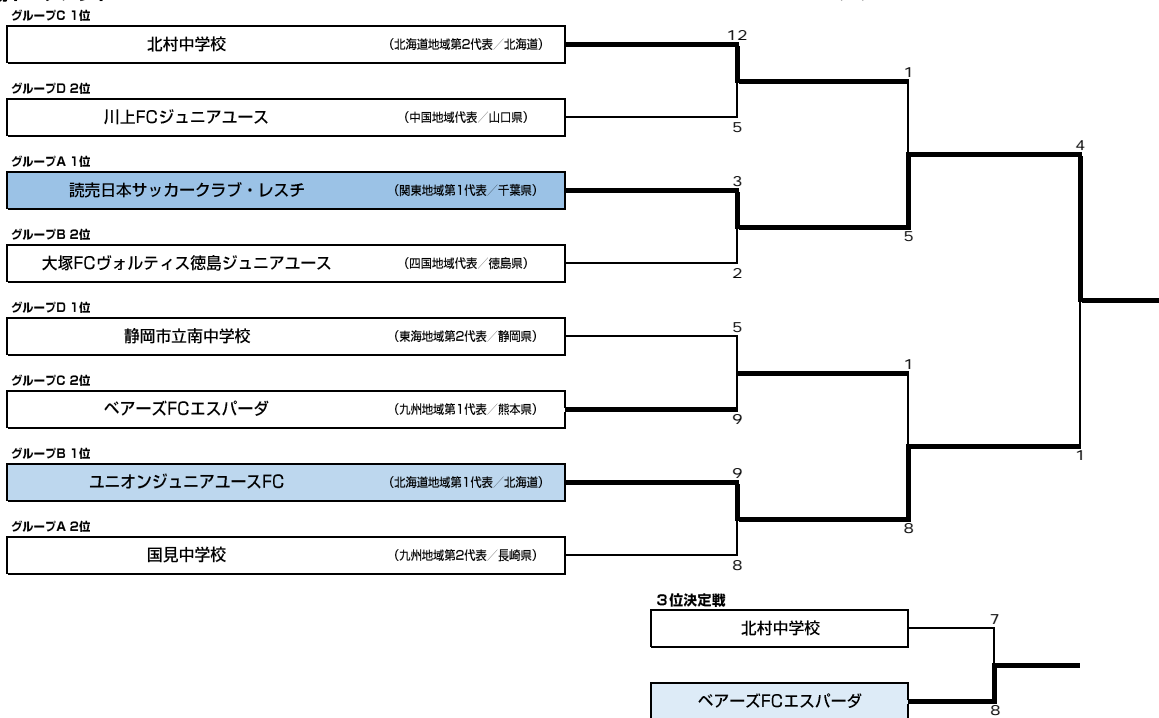 グループC 1位
北村中学校 （北海道地域第2代表／北海道）
12
1
グループD 2位
川上FCジュニアユース （中国地域代表／山口県）
5
グループA 1位
4
読売日本サッカークラブ・レスチ （関東地域第1代表／千葉県）
3
グループB 2位
5
大塚FCヴォルティス徳島ジュニアユース （四国地域代表／徳島県）
2
グループD 1位
静岡市立南中学校 （東海地域第2代表／静岡県）
5
グループC 2位
1
ベアーズFCエスパーダ （九州地域第1代表／熊本県）
9
グループB 1位
1
ユニオンジュニアユースFC （北海道地域第1代表／北海道）
9
グループA 2位
8
国見中学校 （九州地域第2代表／長崎県）
8
３位決定戦
北村中学校
7
ベアーズFCエスパーダ
8